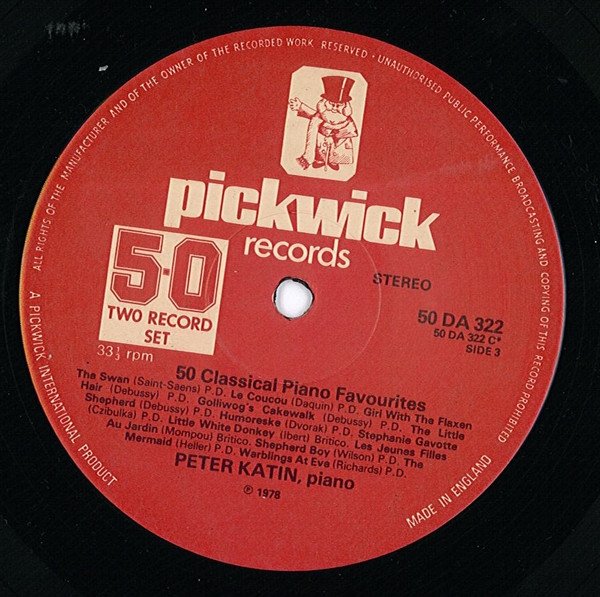 ALL RIGHTS OF THE MANUFACTURER AND OF THE OWNER OF THE RECORDED WORK RESERVED · UNAUTHORISED PUBLIC PERFORMANCE BROADCASTING AND COPYING OF THIS RECORD PROHIBITED
pickwick
records
5·0
TWO RECORD
SET
33 1/3 rpm
STEREO
50 DA 322
50 DA 322 C*
SIDE 3
50 Classical Piano Favourites
The Swan (Saint-Saens) P.D. Le Coucou (Daquin) P.D. Girl With The Flaxen
Hair (Debussy) P.D. Golliwog's Cakewalk (Debussy) P.D. The Little
Shepherd (Debussy) P.D. Humoreske (Dvorak) P.D. Stephanie Gavotte
(Czibulka) P.D. Little White Donkey (Ibert) Britico. Les Jeunas Filles
Au Jardin (Mompou) Britico. Shepherd Boy (Wilson) P.D. The
Mermaid (Heller) P.D. Warblings At Eve (Richards) P.D.
PETER KATIN, piano
℗ 1978
A PICKWICK INTERNATIONAL PRODUCT
MADE IN ENGLAND